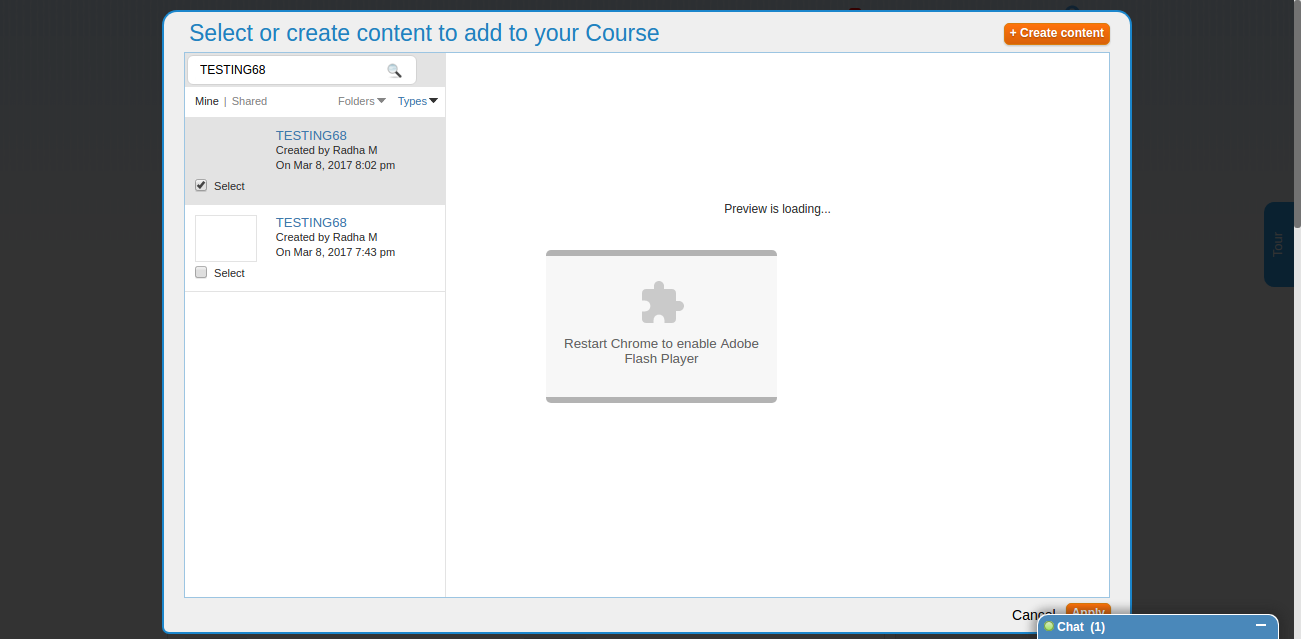 Select or create content to add to your Course
+ Create content
TESTING68
Mine | Shared
Folders
Types
TESTING68
Created by Radha M
On Mar 8, 2017 8:02 pm
Select
TESTING68
Created by Radha M
On Mar 8, 2017 7:43 pm
Select
Preview is loading...
Restart Chrome to enable Adobe
Flash Player
Tour
Cancel
Apply
Chat (1)